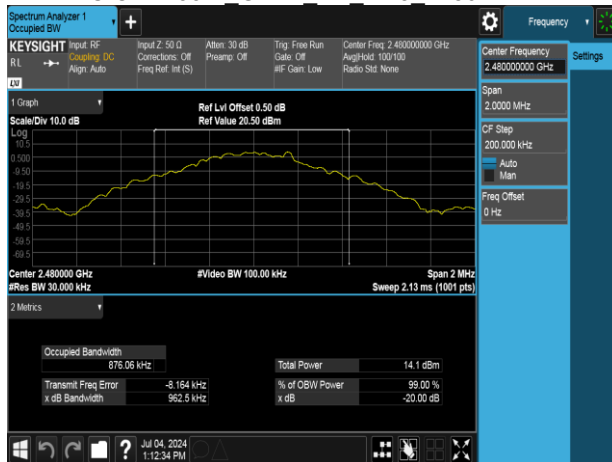 Spectrum Analyzer 1
Occupied BW
+
Frequency
KEYSIGHT
RL
LXI
Input: RF
Coupling: DC
Align: Auto
Input Z: 50 Ω
Corrections: Off
Freq Ref: Int (S)
Atten: 30 dB
Preamp: Off
Trig: Free Run
Gate: Off
#IF Gain: Low
Center Freq: 2.480000000 GHz
Avg|Hold: 100/100
Radio Std: None
Center Frequency
2.480000000 GHz
Settings
Span
2.0000 MHz
CF Step
200.000 kHz
Auto
Man
Freq Offset
0 Hz
1 Graph
Scale/Div 10.0 dB
Ref Lvl Offset 0.50 dB
Ref Value 20.50 dBm
Log
10.5
0.500
-9.50
-19.5
-29.5
-39.5
-49.5
-59.5
-69.5
Center 2.480000 GHz
#Res BW 30.000 kHz
#Video BW 100.00 kHz
Span 2 MHz
Sweep 2.13 ms (1001 pts)
2 Metrics
Occupied Bandwidth
876.06 kHz
Total Power 14.1 dBm
Transmit Freq Error -8.164 kHz
% of OBW Power 99.00 %
x dB Bandwidth 962.5 kHz
x dB -20.00 dB
?
Jul 04, 2024
1:12:34 PM